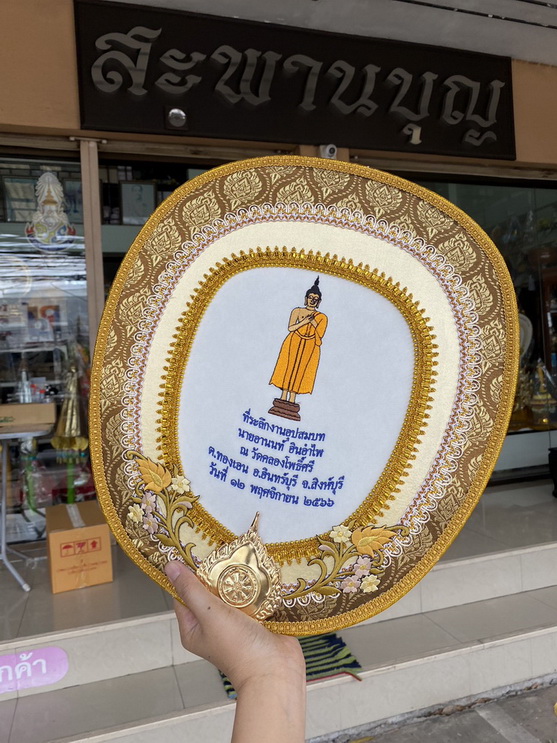 สะพานบุญ
ที่ระลึกงานอุปสมบท
นายอานนท์ อินอำไพ
ณ วัดคลองโพธิ์ศรี
ต.ทองเอน อ.อินทร์บุรี จ.สิงห์บุรี
วันที่ ๑๒ พฤศจิกายน ๒๕๖๖
ูกค้า